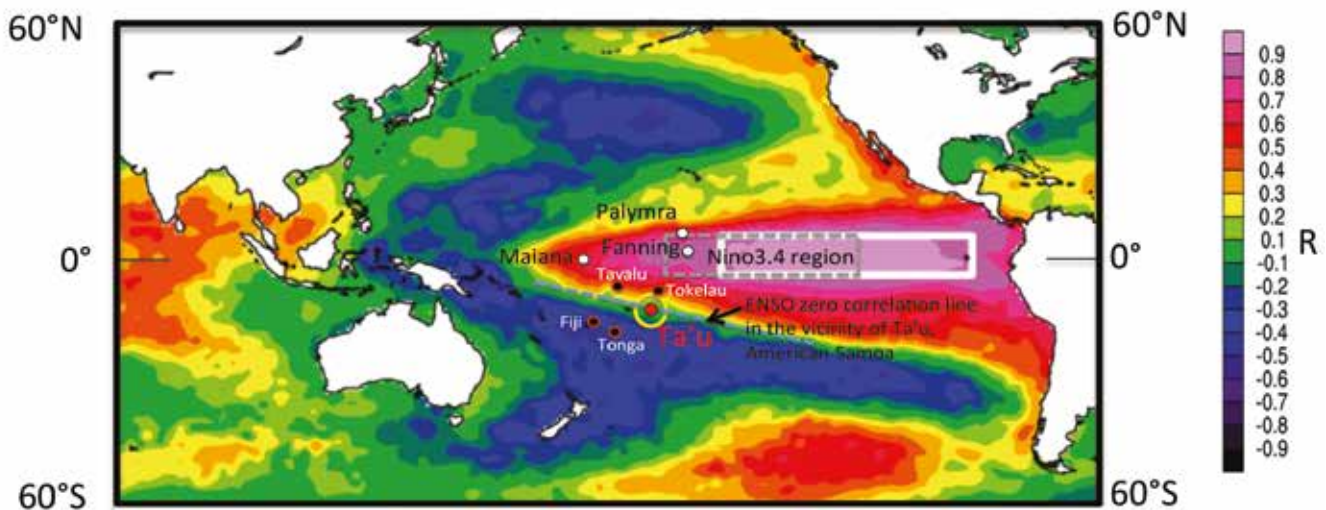 60°N
60°N
Palymra
Fanning
Nino3.4 region
0°
Maiana
0°
Tavalu
Tokelau
ENSO zero correlation line
in the vicinity of Ta'u,
American Samoa
Fiji
Ta'u
Tonga
60°S
60°S
0.9
0.8
0.7
0.6
0.5
0.3
0.2
0.1
-0.1
-0.2
-0.3
-0.4
-0.5
-0.6
-0.7
-0.8
-0.9
R